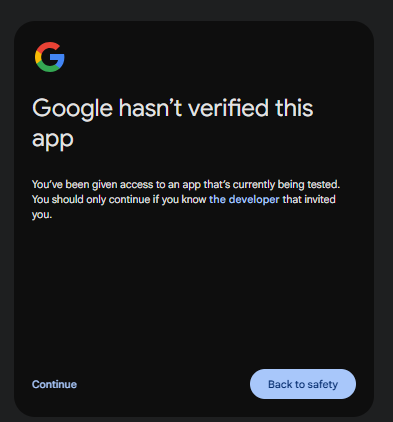 Google hasn't verified this
app
You've been given access to an app that's currently being tested.
You should only continue if you know the developer that invited
you.
Continue
Back to safety